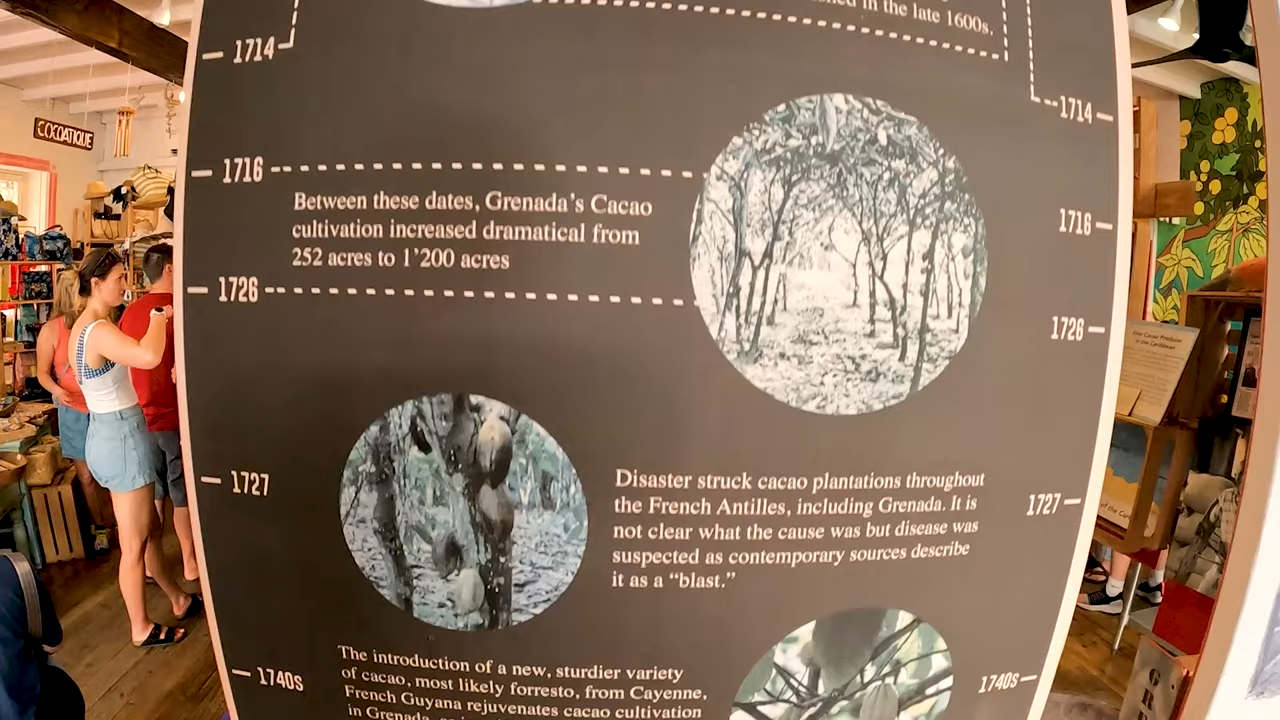 in the late 1600s.
1714
1714
COCOATIQUE
1716
Between these dates, Grenada's Cacao
cultivation increased dramatical from
252 acres to 1'200 acres
1716
1726
1726
1727
Disaster struck cacao plantations throughout
the French Antilles, including Grenada. It is
not clear what the cause was but disease was
suspected as contemporary sources describe
it as a “blast.”
1727
1740s
The introduction of a new, sturdier variety
of cacao, most likely forresto, from Cayenne,
French Guyana rejuvenates cacao cultivation
in Grenada
1740s